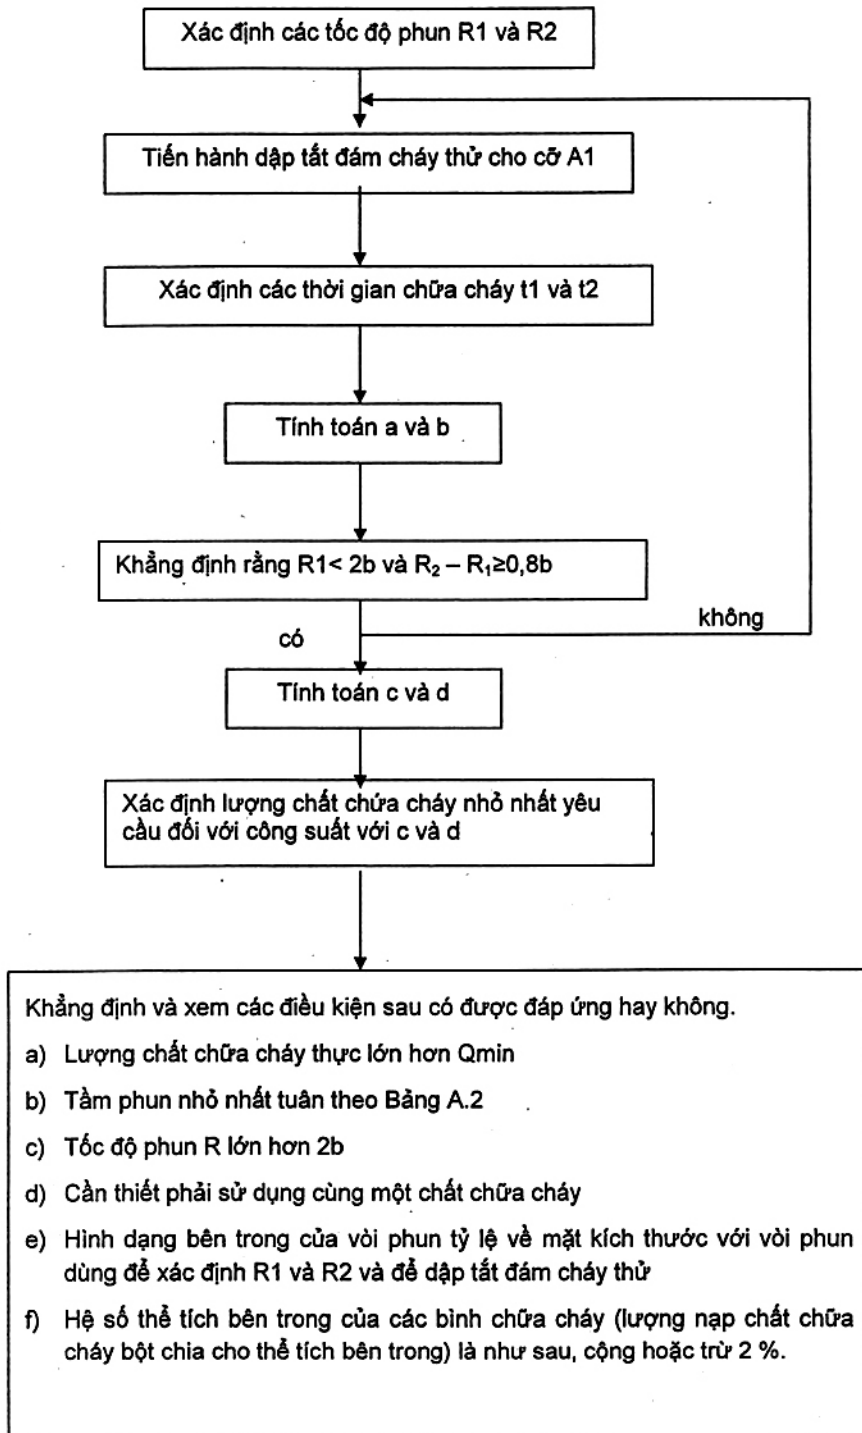 Xác định các tốc độ phun R1 và R2
Tiến hành dập tắt đám cháy thử cho cỡ A1
Xác định các thời gian chữa cháy t1 và t2
Tính toán a và b
Khẳng định rằng R1< 2b và R₂ – R₁≥0,8b
không
có
Tính toán c và d
Xác định lượng chất chứa cháy nhỏ nhất yêu
cầu đối với công suất với c và d
Khẳng định và xem các điều kiện sau có được đáp ứng hay không.
a) Lượng chất chữa cháy thực lớn hơn Qmin
b) Tầm phun nhỏ nhất tuân theo Bảng A.2
c) Tốc độ phun R lớn hơn 2b
d) Cần thiết phải sử dụng cùng một chất chữa cháy
e) Hình dạng bên trong của vòi phun tỷ lệ về mặt kích thước với vòi phun
dùng để xác định R1 và R2 và để dập tắt đám cháy thử
f) Hệ số thể tích bên trong của các bình chữa cháy (lượng nạp chất chữa
cháy bột chia cho thể tích bên trong) là như sau, cộng hoặc trừ 2 %.